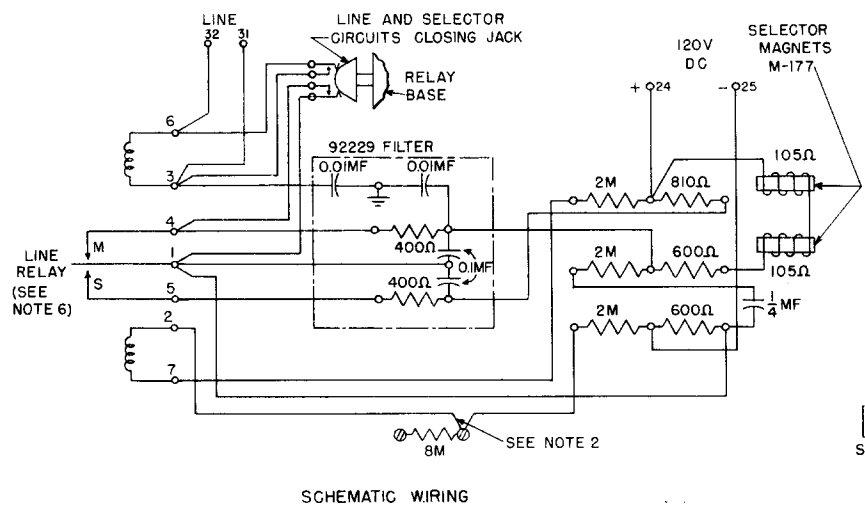 LINE
32 31
LINE AND SELECTOR
CIRCUITS CLOSING JACK
RELAY
BASE
120V
DC
+ 24
- 25
SELECTOR
MAGNETS
M-177
6
3
92229 FILTER
0.01MF
0.01MF
105Ω
2M
810Ω
4
M
400Ω
LINE
RELAY
(SEE
NOTE 6)
1
S
0.1MF
400Ω
5
2M
600Ω
105Ω
1/4 MF
2
2M
600Ω
7
8M
SEE NOTE 2
S
SCHEMATIC WIRING